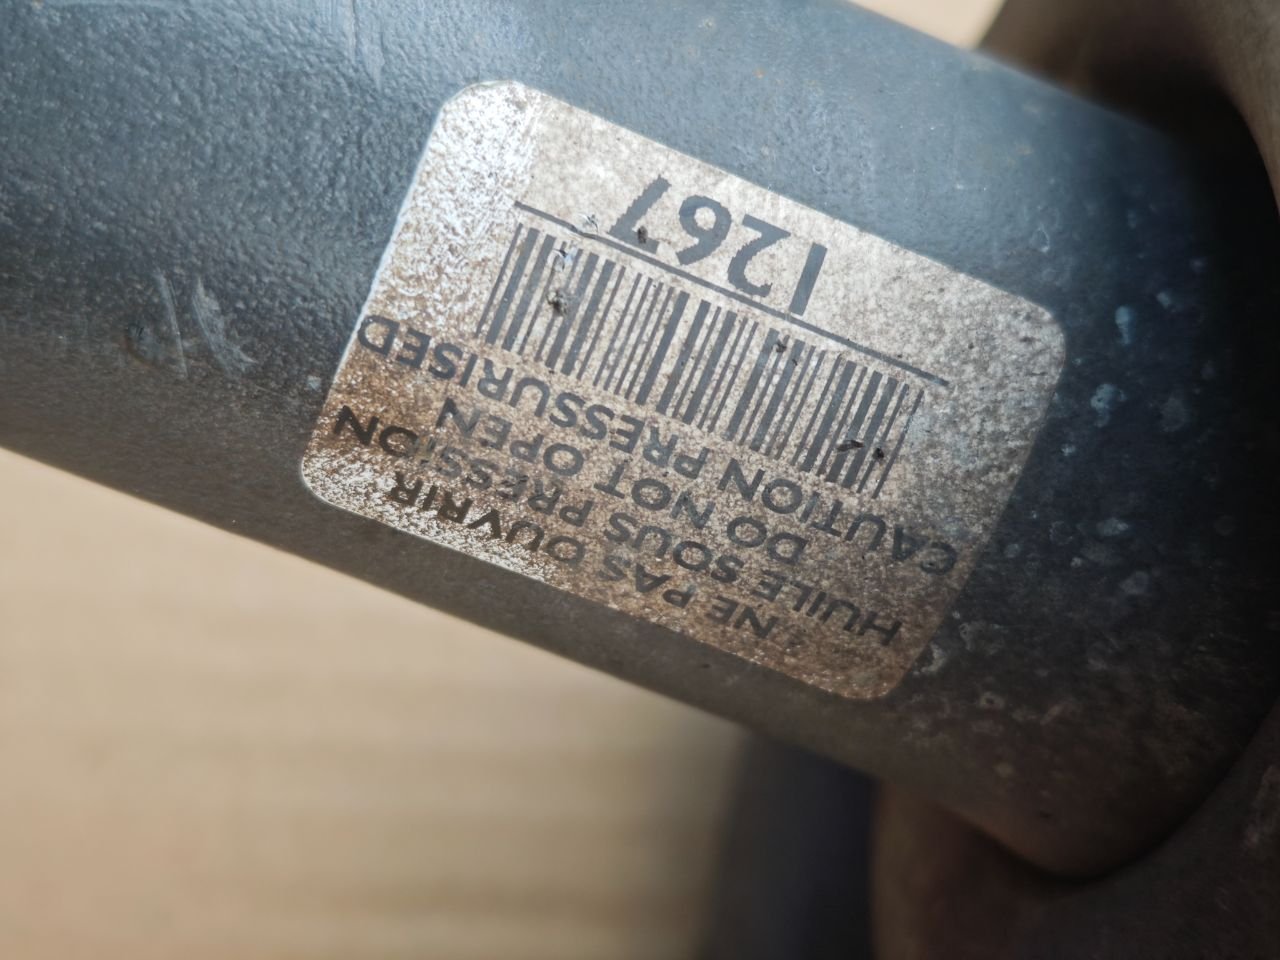 NE PAS OUVRIR
HUILE SOUS PRESSION
DO NOT OPEN
CAUTION PRESSURISED
1267